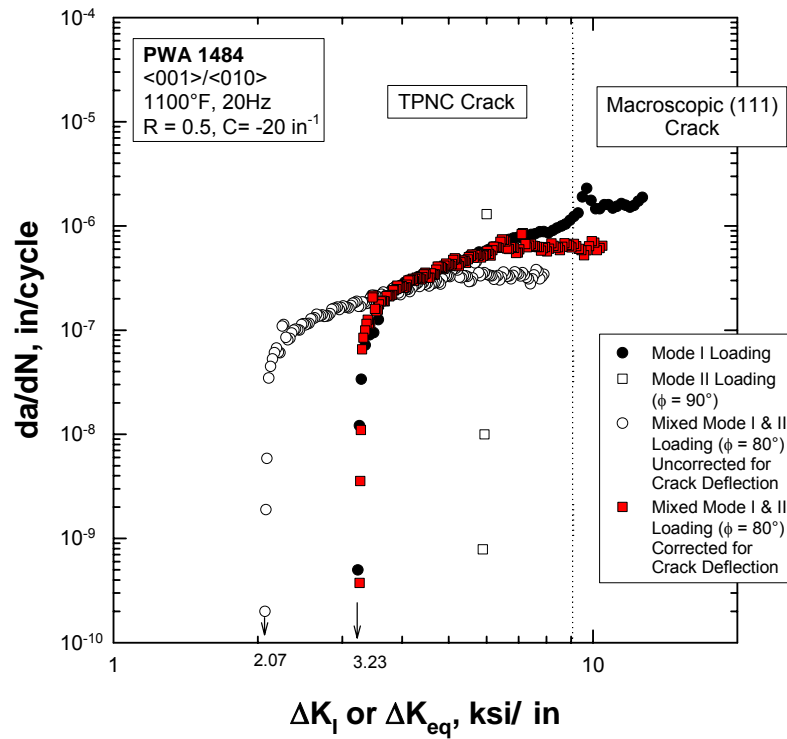 10⁻⁴
PWA 1484
<001>/<010>
1100°F, 20Hz
R = 0.5, C= -20 in⁻¹
TPNC Crack
Macroscopic (111)
Crack
10⁻⁵
10⁻⁶
10⁻⁷
10⁻⁸
10⁻⁹
10⁻¹⁰
da/dN, in/cycle
Mode I Loading
Mode II Loading
(ϕ = 90°)
Mixed Mode I & II
Loading (ϕ = 80°)
Uncorrected for
Crack Deflection
Mixed Mode I & II
Loading (ϕ = 80°)
Corrected for
Crack Deflection
1
2.07
3.23
10
ΔK_I or ΔK_eq, ksi/ in